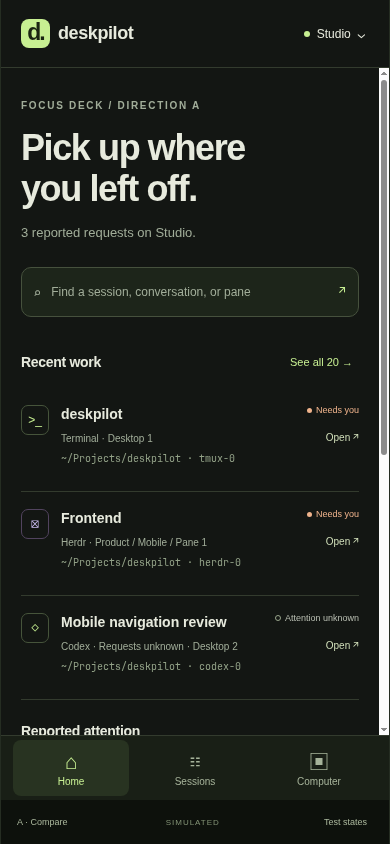 d. deskpilot
Studio
FOCUS DECK / DIRECTION A
Pick up where
you left off.
3 reported requests on Studio.
Find a session, conversation, or pane ↗
Recent work
See all 20 →
>_
deskpilot
Needs you
Terminal · Desktop 1
Open ↗
~/Projects/deskpilot · tmux-0
Frontend
Needs you
Herdr · Product / Mobile / Pane 1
Open ↗
~/Projects/deskpilot · herdr-0
Mobile navigation review
Attention unknown
Codex · Requests unknown · Desktop 2
Open ↗
~/Projects/deskpilot · codex-0
Reported attention
Home
Sessions
Computer
A · Compare
SIMULATED
Test states